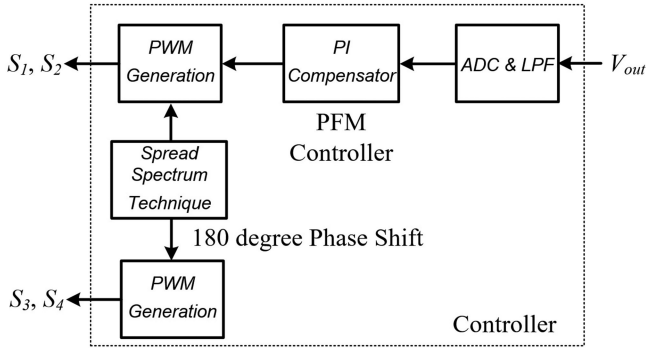 PWM
Generation
PI
Compensator
ADC & LPF
S1, S2
Vout
PFM
Controller
Spread
Spectrum
Technique
180 degree Phase Shift
PWM
Generation
S3, S4
Controller